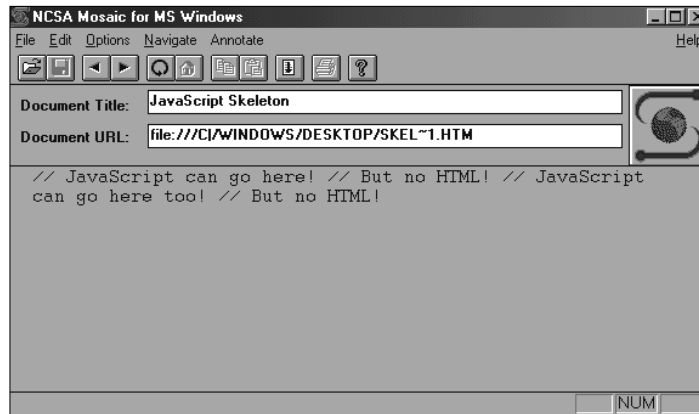 NCSA Mosaic for MS Windows
File Edit Options Navigate Annotate Help
Document Title: JavaScript Skeleton
Document URL: file:///C|/WINDOWS/DESKTOP/SKEL~1.HTM
// JavaScript can go here! // But no HTML! // JavaScript
can go here too! // But no HTML!
NUM